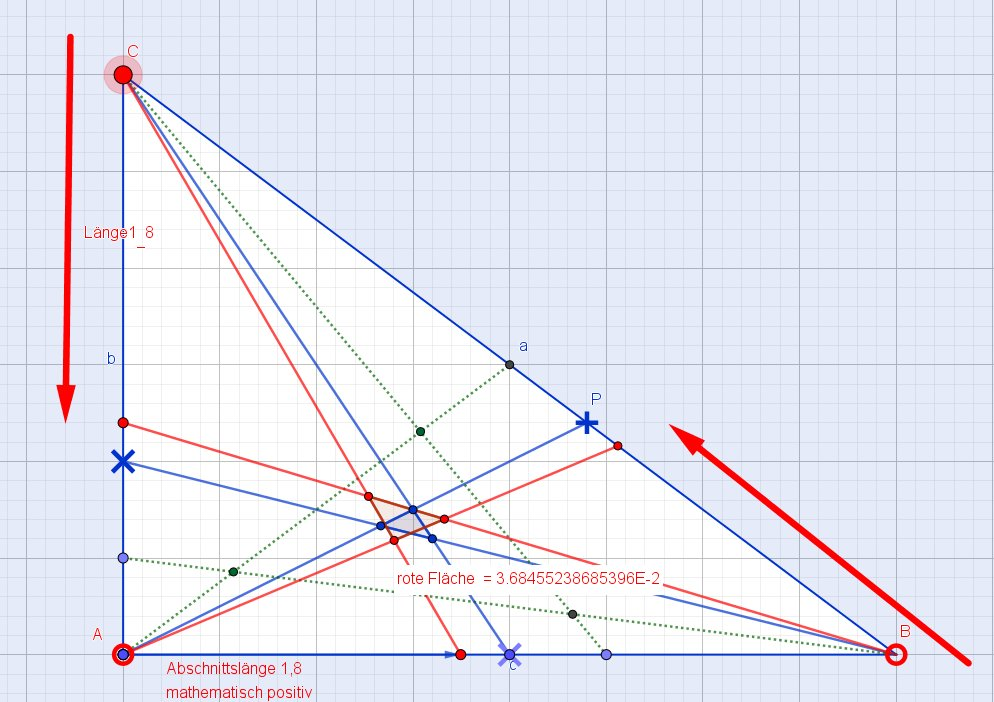 C
Länge1_8
b
a
P
A
rote Fläche = 3.68455238685396E-2
B
Abschnittslänge 1,8
c
mathematisch positiv